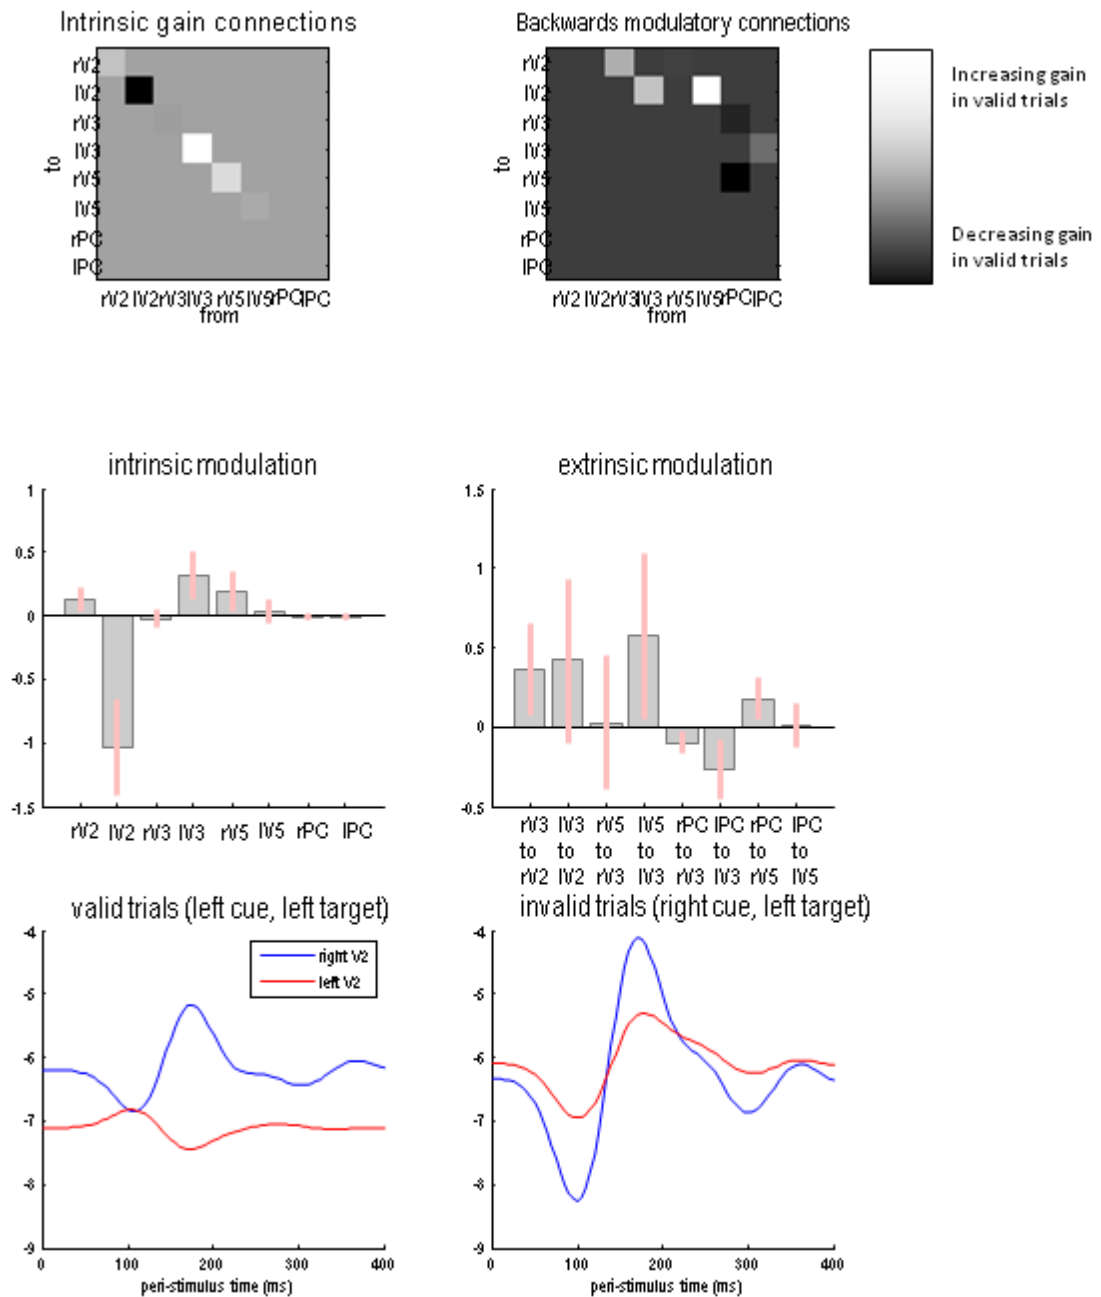 Intrinsic gain connections
rV2
lV2
rV3
lV3
rV5
lV5
rPC
lPC
to
rV2 lV2 rV3 lV3 rV5 lV5 rPC lPC
from
Backwards modulatory connections
rV2
lV2
rV3
lV3
rV5
lV5
rPC
lPC
to
rV2 lV2 rV3 lV3 rV5 lV5 rPC lPC
from
Increasing gain
in valid trials
Decreasing gain
in valid trials
intrinsic modulation
1
0.5
0
-0.5
-1
-1.5
rV2 lV2 rV3 lV3 rV5 lV5 rPC lPC
extrinsic modulation
1.5
1
0.5
0
-0.5
rV3 lV3 rV5 lV5 rPC lPC rPC lPC
to to to to to to to to
rV2 lV2 rV3 lV3 rV3 lV3 rV5 lV5
valid trials (left cue, left target)
right V2
left V2
-4
-5
-6
-7
-8
-9
0 100 200 300 400
peri-stimulus time (ms)
invalid trials (right cue, left target)
-4
-5
-6
-7
-8
-9
0 100 200 300 400
peri-stimulus time (ms)